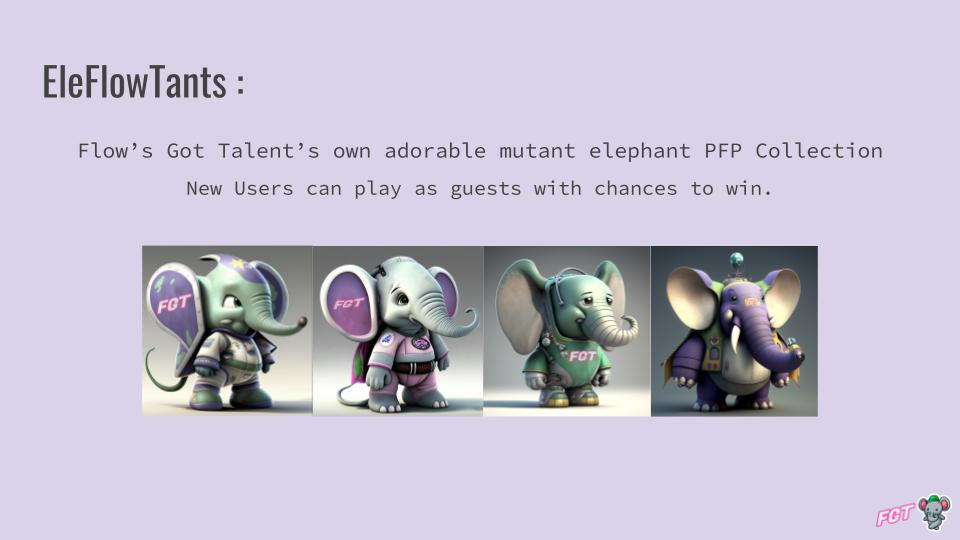 EleFlowTants :
Flow’s Got Talent’s own adorable mutant elephant PFP Collection
New Users can play as guests with chances to win.
FGT
FGT
FGT
FGT